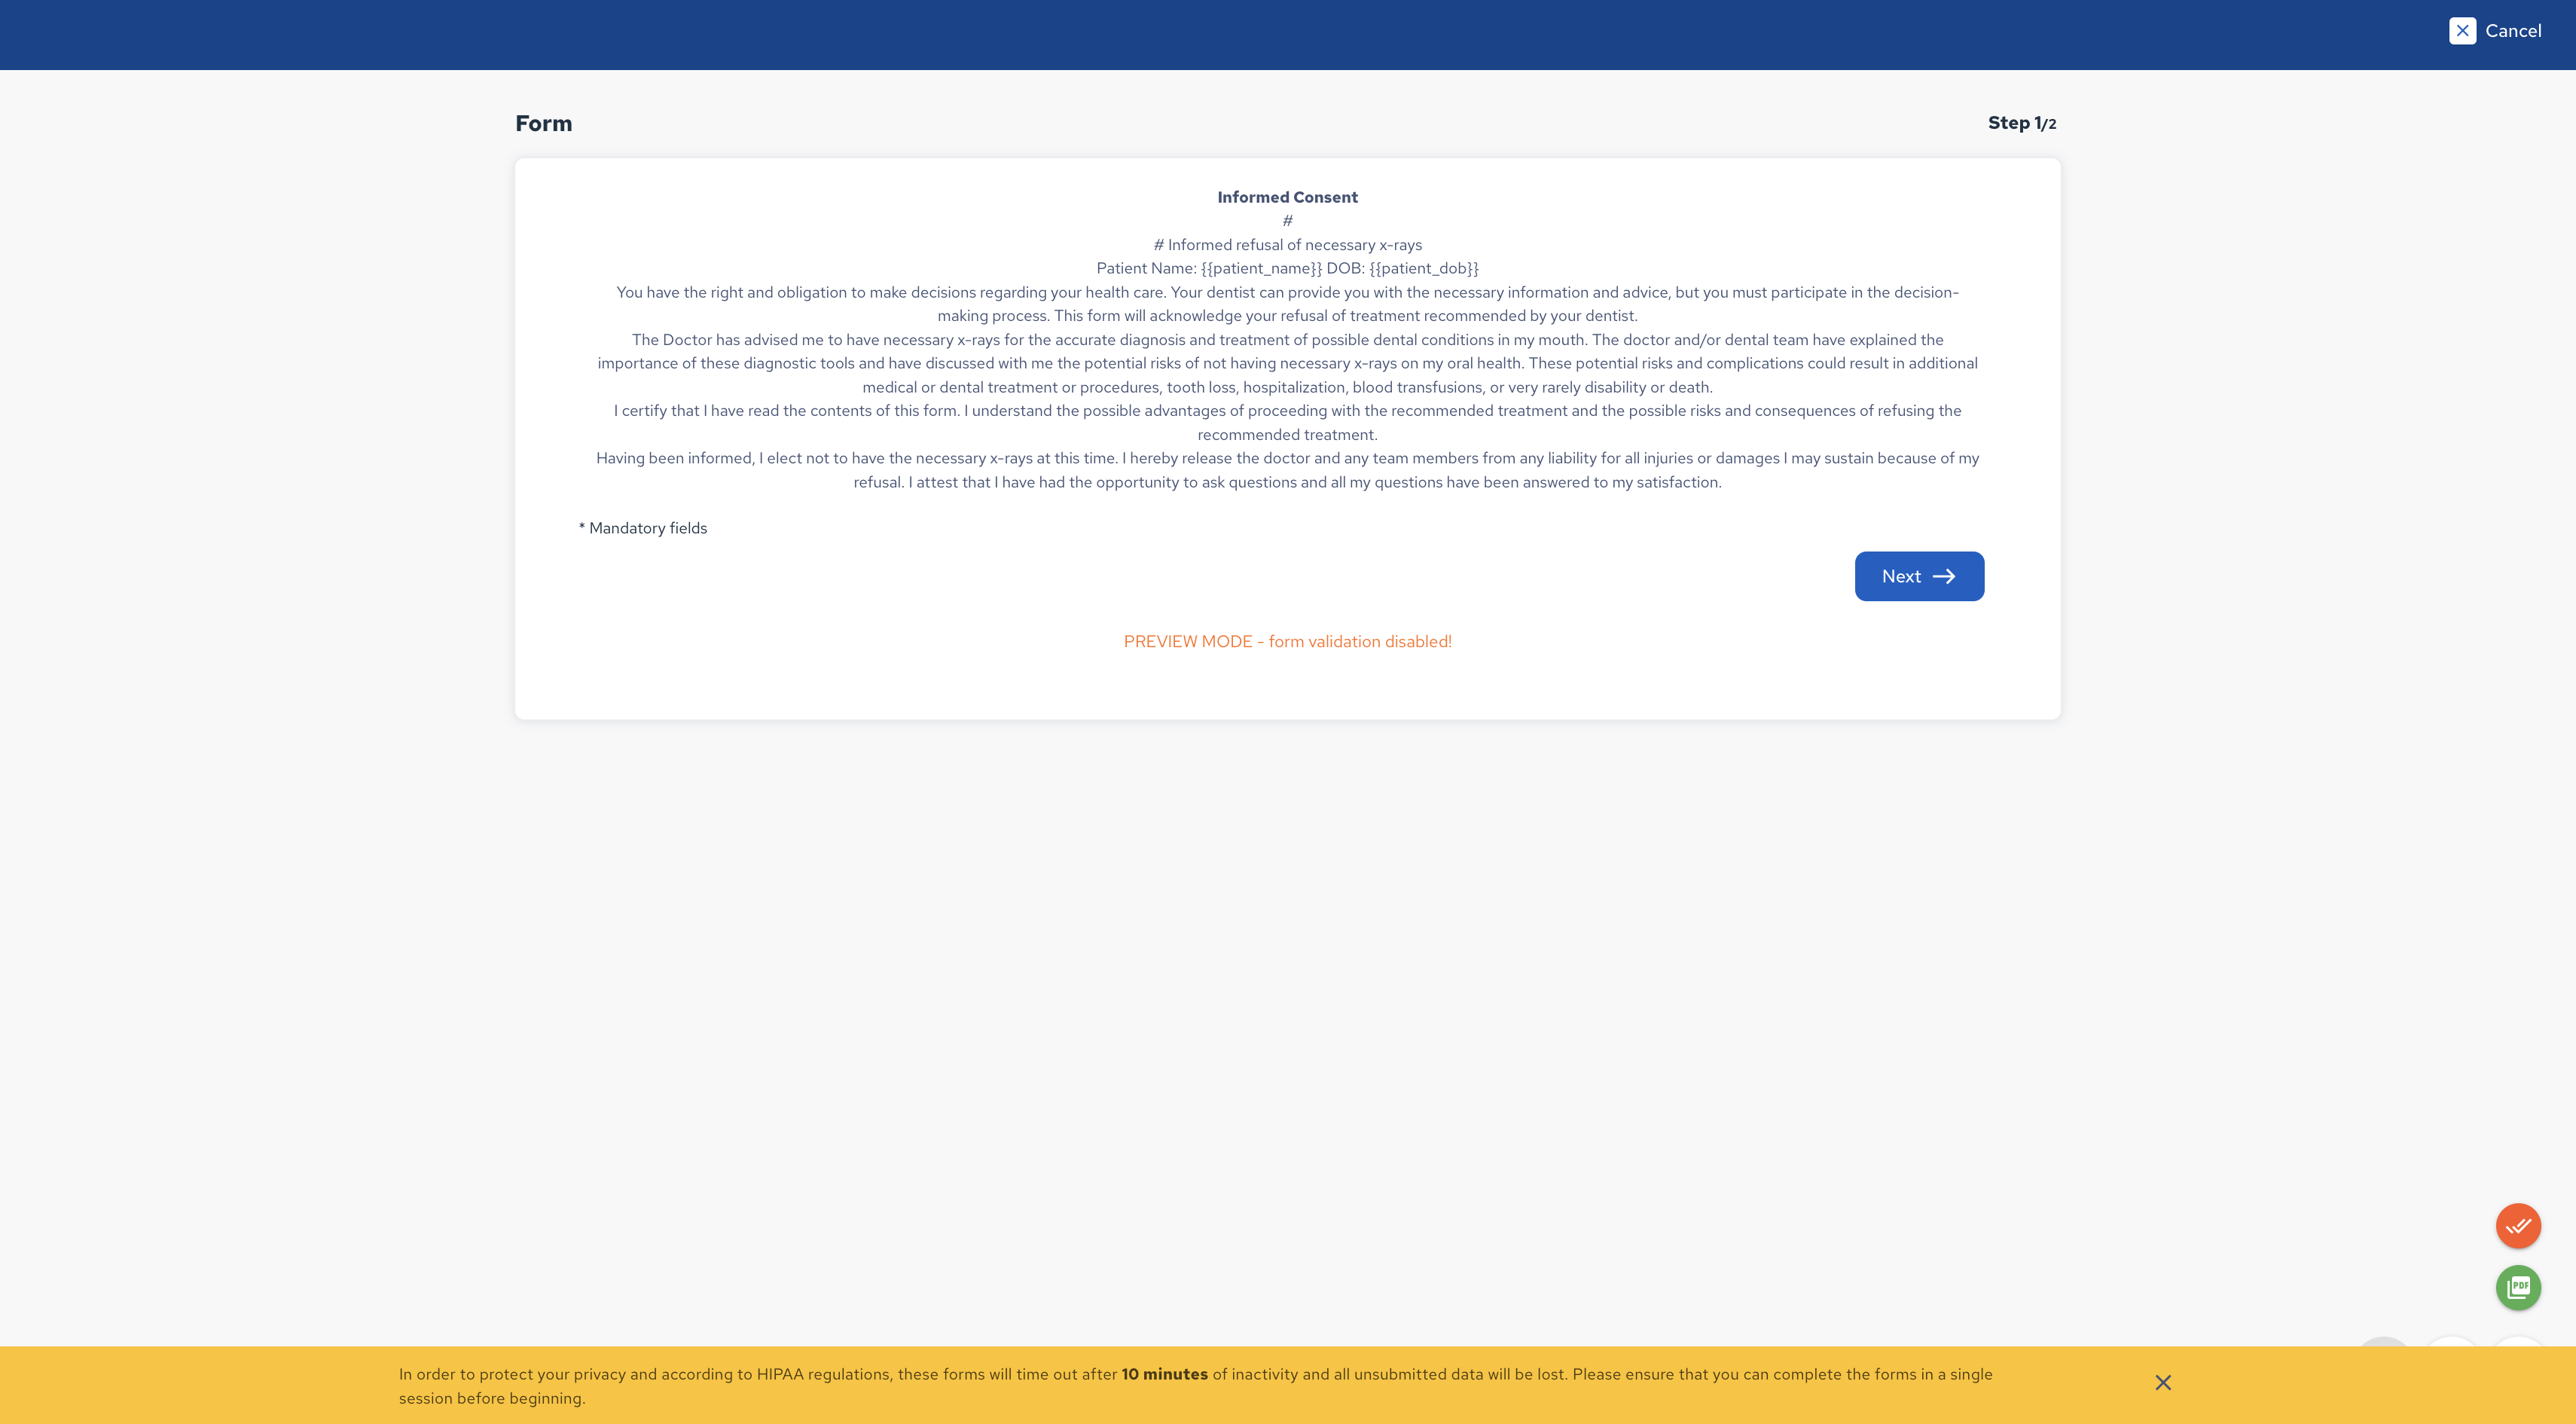 Cancel
Form
Step 1/2
Informed Consent
#
# Informed refusal of necessary x-rays
Patient Name: {{patient_name}} DOB: {{patient_dob}}
You have the right and obligation to make decisions regarding your health care. Your dentist can provide you with the necessary information and advice, but you must participate in the decision-
making process. This form will acknowledge your refusal of treatment recommended by your dentist.
The Doctor has advised me to have necessary x-rays for the accurate diagnosis and treatment of possible dental conditions in my mouth. The doctor and/or dental team have explained the
importance of these diagnostic tools and have discussed with me the potential risks of not having necessary x-rays on my oral health. These potential risks and complications could result in additional
medical or dental treatment or procedures, tooth loss, hospitalization, blood transfusions, or very rarely disability or death.
I certify that I have read the contents of this form. I understand the possible advantages of proceeding with the recommended treatment and the possible risks and consequences of refusing the
recommended treatment.
Having been informed, I elect not to have the necessary x-rays at this time. I hereby release the doctor and any team members from any liability for all injuries or damages I may sustain because of my
refusal. I attest that I have had the opportunity to ask questions and all my questions have been answered to my satisfaction.
* Mandatory fields
Next
PREVIEW MODE - form validation disabled!
PDF
In order to protect your privacy and according to HIPAA regulations, these forms will time out after 10 minutes of inactivity and all unsubmitted data will be lost. Please ensure that you can complete the forms in a single
session before beginning.